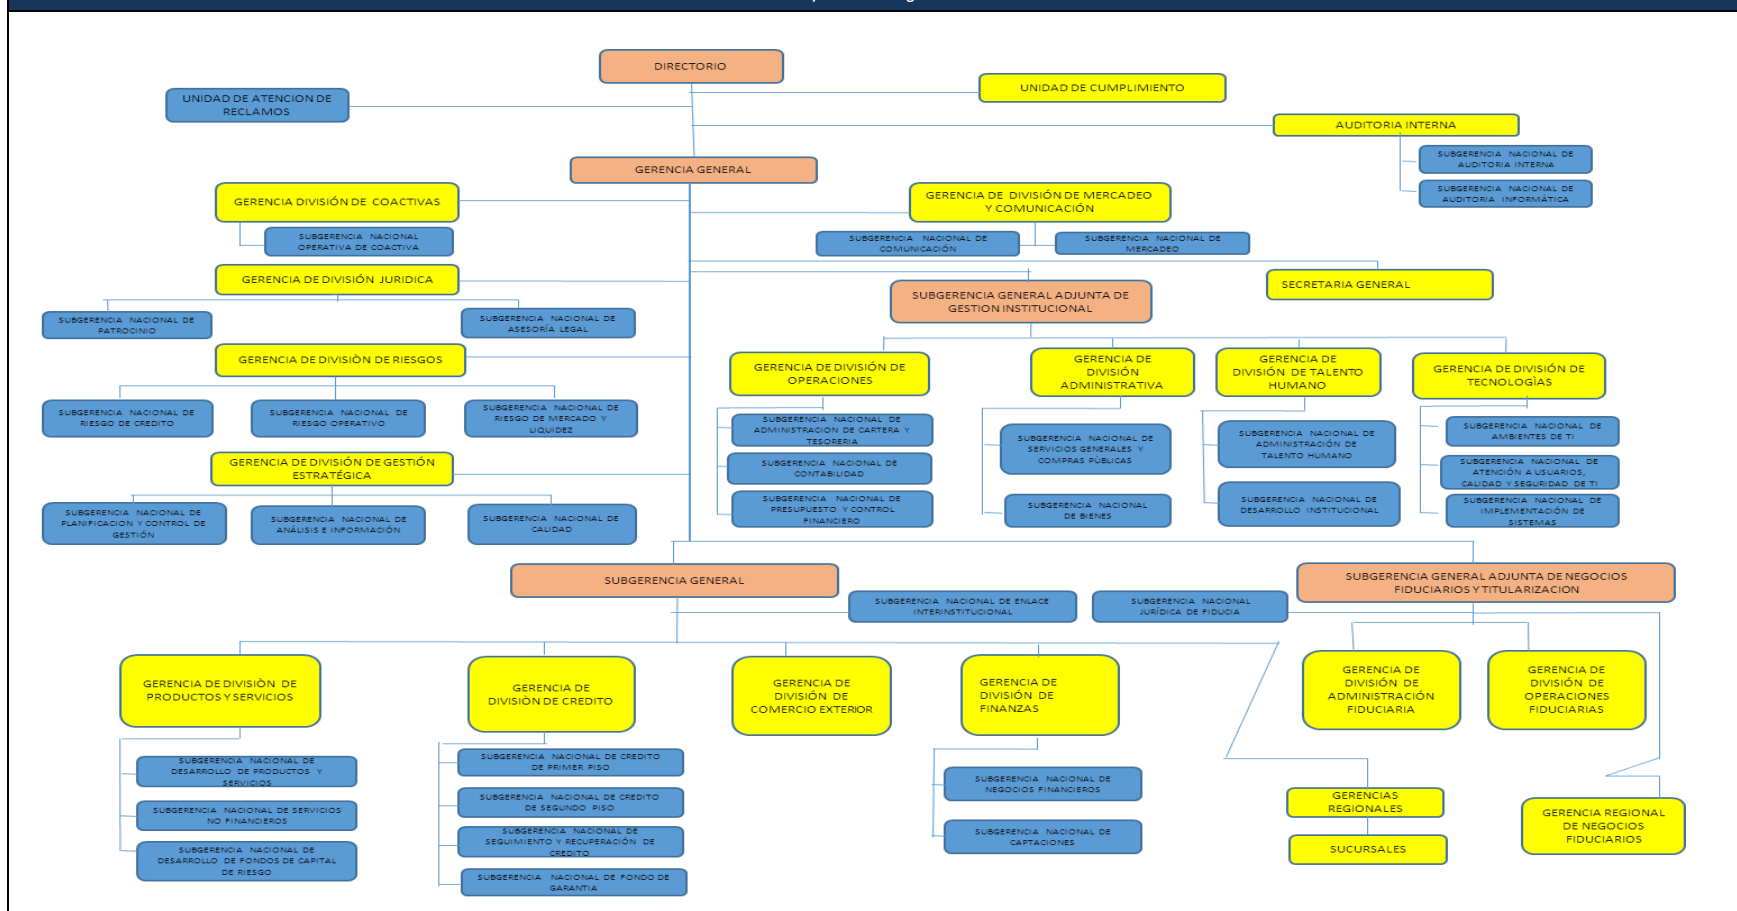 DIRECTORIO
UNIDAD DE CUMPLIMIENTO
UNIDAD DE ATENCION DE
RECLAMOS
AUDITORIA INTERNA
SUBGERENCIA NACIONAL DE
AUDITORIA INTERNA
SUBGERENCIA NACIONAL DE
AUDITORIA INFORMÁTICA
GERENCIA GENERAL
GERENCIA DIVISIÓN DE COACTIVAS
SUBGERENCIA NACIONAL
OPERATIVA DE COACTIVA
GERENCIA DE DIVISIÓN DE MERCADEO
Y COMUNICACIÓN
SUBGERENCIA NACIONAL DE
COMUNICACIÓN
SUBGERENCIA NACIONAL DE
MERCADEO
GERENCIA DE DIVISIÓN JURIDICA
SUBGERENCIA NACIONAL DE
PATROCINIO
SUBGERENCIA NACIONAL DE
ASESORÍA LEGAL
SECRETARIA GENERAL
SUBGERENCIA GENERAL ADJUNTA DE
GESTION INSTITUCIONAL
GERENCIA DE DIVISIÒN DE RIESGOS
SUBGERENCIA NACIONAL DE
RIESGO DE CREDITO
SUBGERENCIA NACIONAL DE
RIESGO OPERATIVO
SUBGERENCIA NACIONAL DE
RIESGO DE MERCADO Y
LIQUIDEZ
GERENCIA DE DIVISIÓN DE
OPERACIONES
SUBGERENCIA NACIONAL DE
ADMINISTRACION DE CARTERA Y
TESORERIA
SUBGERENCIA NACIONAL DE
CONTABILIDAD
SUBGERENCIA NACIONAL DE
PRESUPUESTO Y CONTROL
FINANCIERO
GERENCIA DE
DIVISIÓN
ADMINISTRATIVA
SUBGERENCIA NACIONAL DE
SERVICIOS GENERALES Y
COMPRAS PÚBLICAS
SUBGERENCIA NACIONAL
DE BIENES
GERENCIA DE
DIVISIÓN DE TALENTO
HUMANO
SUBGERENCIA NACIONAL DE
ADMINISTRACIÓN DE
TALENTO HUMANO
SUBGERENCIA NACIONAL DE
DESARROLLO INSTITUCIONAL
GERENCIA DE DIVISIÓN DE
TECNOLOGÌAS
SUBGERENCIA NACIONAL DE
AMBIENTES DE TI
SUBGERENCIA NACIONAL DE
ATENCIÓN A USUARIOS,
CALIDAD Y SEGURIDAD DE TI
SUBGERENCIA NACIONAL DE
IMPLEMENTACIÓN DE
SISTEMAS
GERENCIA DE DIVISIÓN DE GESTIÓN
ESTRATÉGICA
SUBGERENCIA NACIONAL DE
PLANIFICACION Y CONTROL DE
GESTIÓN
SUBGERENCIA NACIONAL DE
ANÁLISIS E INFORMACIÓN
SUBGERENCIA NACIONAL DE
CALIDAD
SUBGERENCIA GENERAL
SUBGERENCIA NACIONAL DE ENLACE
INTERINSTITUCIONAL
SUBGERENCIA NACIONAL
JURÍDICA DE FIDUCIA
SUBGERENCIA GENERAL ADJUNTA DE NEGOCIOS
FIDUCIARIOS Y TITULARIZACION
GERENCIA DE DIVISIÒN DE
PRODUCTOS Y SERVICIOS
SUBGERENCIA NACIONAL DE
DESARROLLO DE PRODUCTOS Y
SERVICIOS
SUBGERENCIA NACIONAL DE SERVICIOS
NO FINANCIEROS
SUBGERENCIA NACIONAL DE
DESARROLLO DE FONDOS DE CAPITAL
DE RIESGO
GERENCIA DE
DIVISIÒN DE CREDITO
SUBGERENCIA NACIONAL DE CREDITO
DE PRIMER PISO
SUBGERENCIA NACIONAL DE CREDITO
DE SEGUNDO PISO
SUBGERENCIA NACIONAL DE
SEGUIMIENTO Y RECUPERACIÓN DE
CREDITO
SUBGERENCIA NACIONAL DE FONDO DE
GARANTIA
GERENCIA DE
DIVISIÓN DE
COMERCIO EXTERIOR
GERENCIA DE
DIVISIÓN DE
FINANZAS
SUBGERENCIA NACIONAL DE
NEGOCIOS FINANCIEROS
SUBGERENCIA NACIONAL DE
CAPTACIONES
GERENCIA DE
DIVISIÓN DE
ADMINISTRACIÓN
FIDUCIARIA
GERENCIA DE
DIVISIÓN DE
OPERACIONES
FIDUCIARIAS
GERENCIAS
REGIONALES
SUCURSALES
GERENCIA REGIONAL
DE NEGOCIOS
FIDUCIARIOS